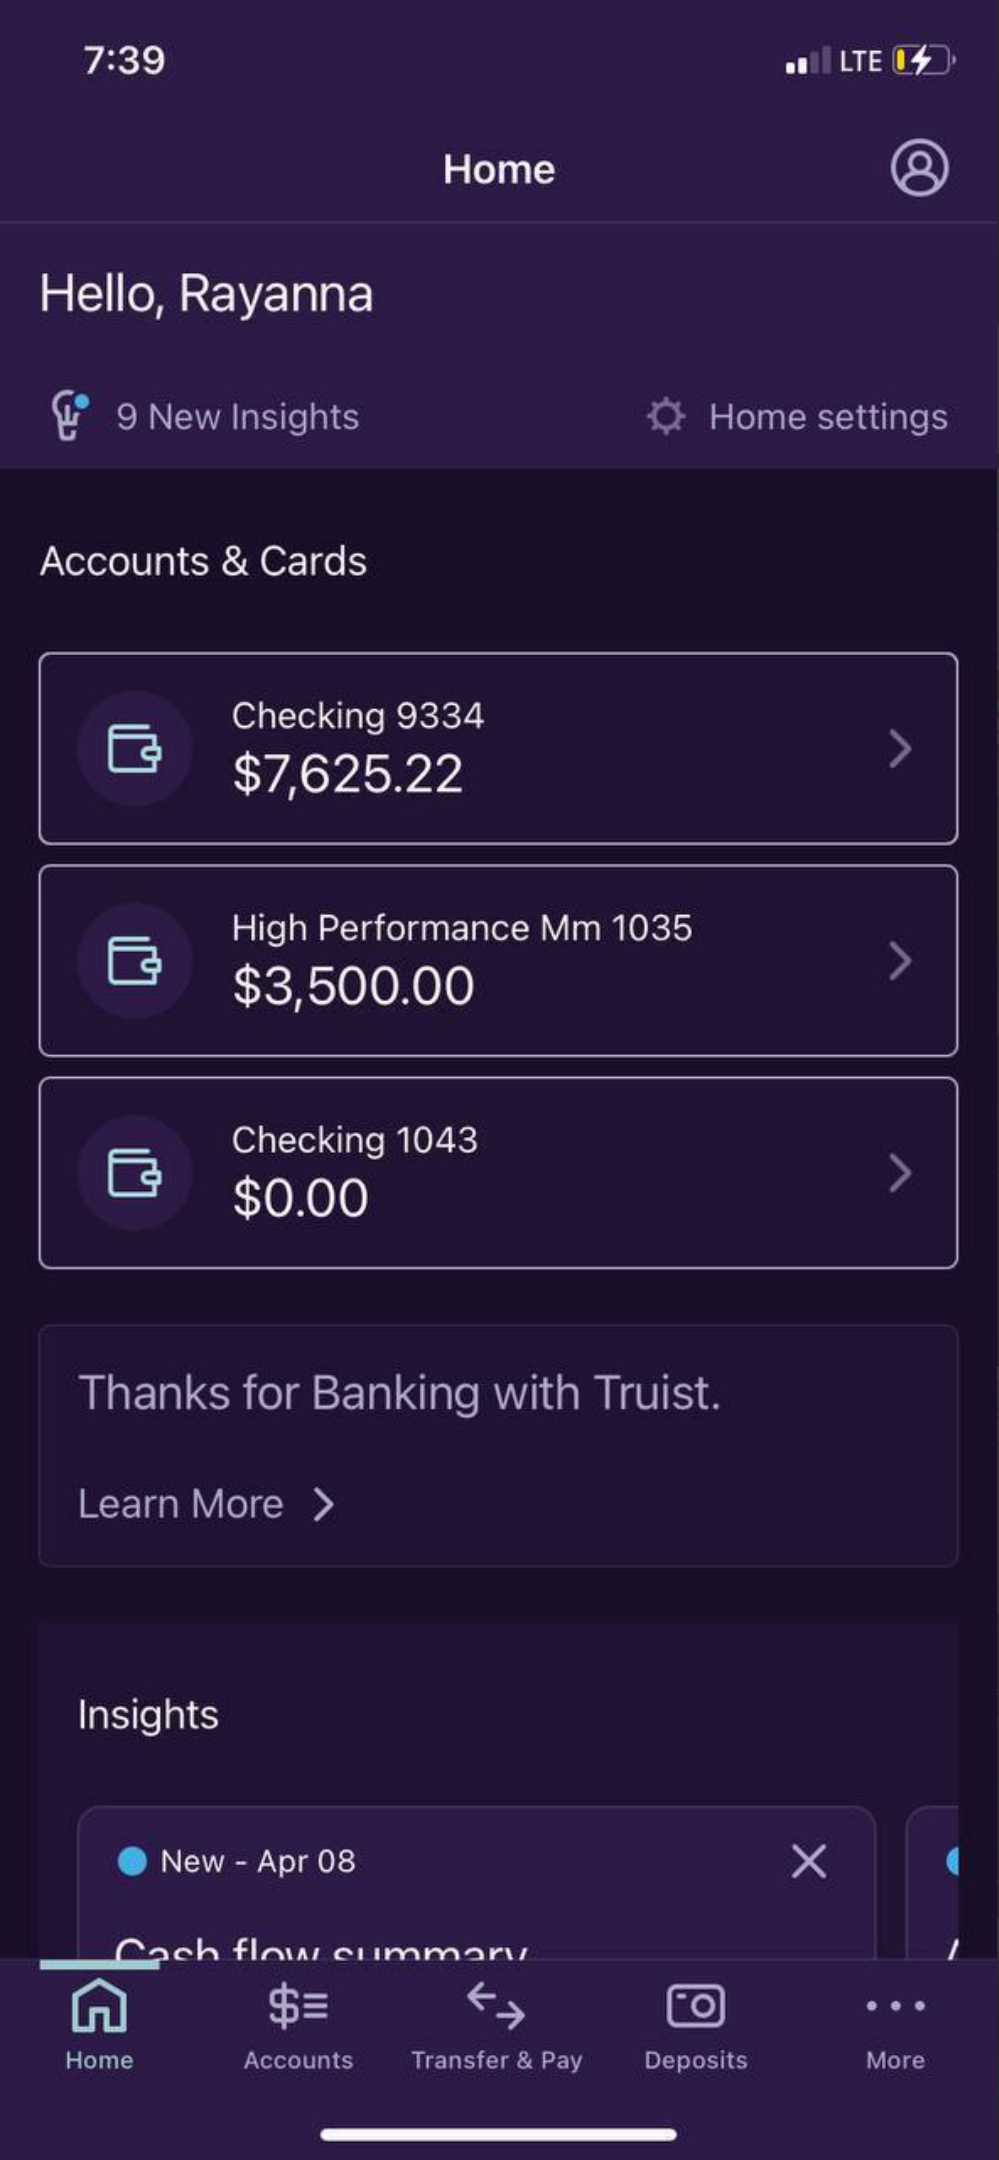 7:39
LTE
Home
Hello, Rayanna
9 New Insights
Home settings
Accounts & Cards
Checking 9334
$7,625.22
High Performance Mm 1035
$3,500.00
Checking 1043
$0.00
Thanks for Banking with Truist.
Learn More
Insights
New - Apr 08
Cash flow summary
Home
Accounts
Transfer & Pay
Deposits
More